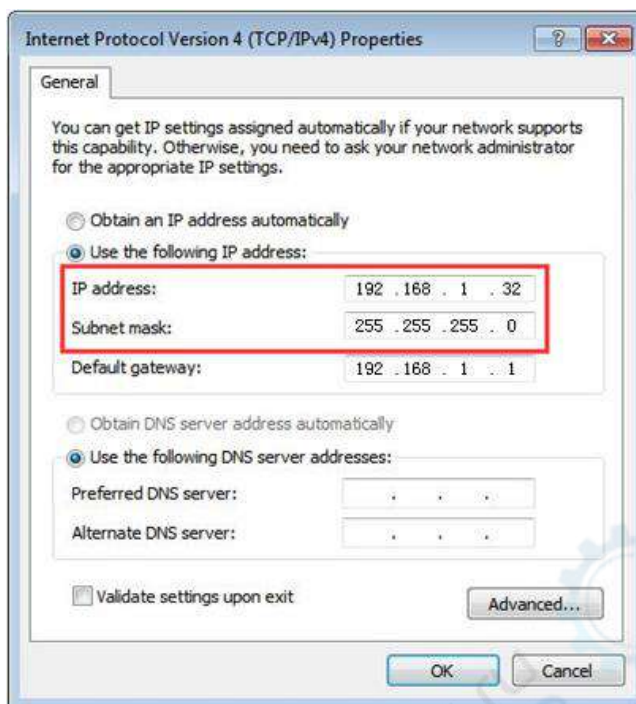 Internet Protocol Version 4 (TCP/IPv4) Properties
General
You can get IP settings assigned automatically if your network supports
this capability. Otherwise, you need to ask your network administrator
for the appropriate IP settings.
Obtain an IP address automatically
Use the following IP address:
IP address: 192 . 168 . 1 . 32
Subnet mask: 255 . 255 . 255 . 0
Default gateway: 192 . 168 . 1 . 1
Obtain DNS server address automatically
Use the following DNS server addresses:
Preferred DNS server: . . .
Alternate DNS server: . . .
Validate settings upon exit
Advanced...
OK Cancel